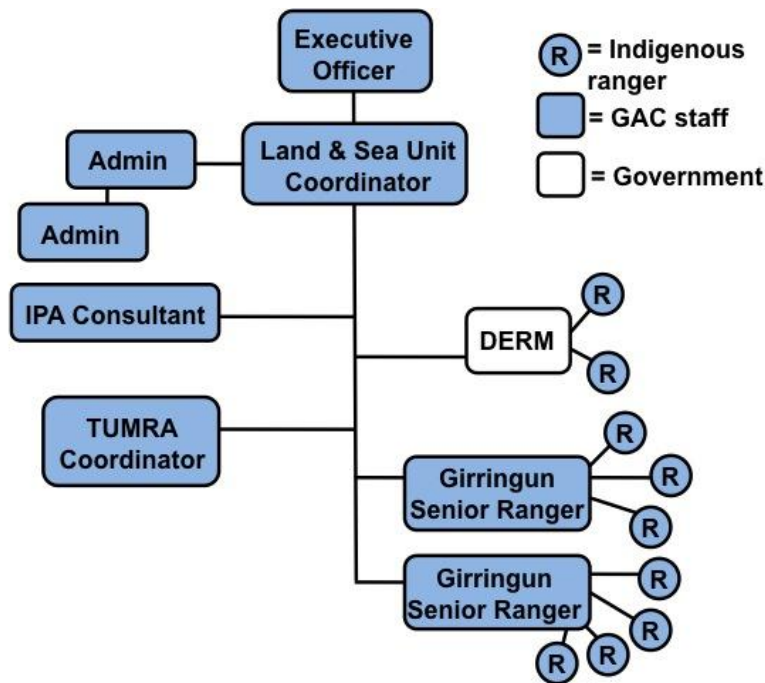 Executive
Officer
R = Indigenous
ranger
= GAC staff
= Government
Land & Sea Unit
Coordinator
Admin
Admin
IPA Consultant
DERM
R
R
TUMRA
Coordinator
Girringun
Senior Ranger
R
R
R
Girringun
Senior Ranger
R
R
R
R